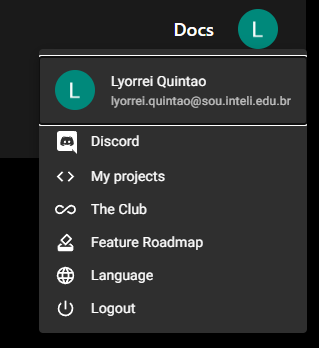 Docs
L
L
Lyorrei Quintao
lyorrei.quintao@sou.inteli.edu.br
Discord
My projects
The Club
Feature Roadmap
Language
Logout